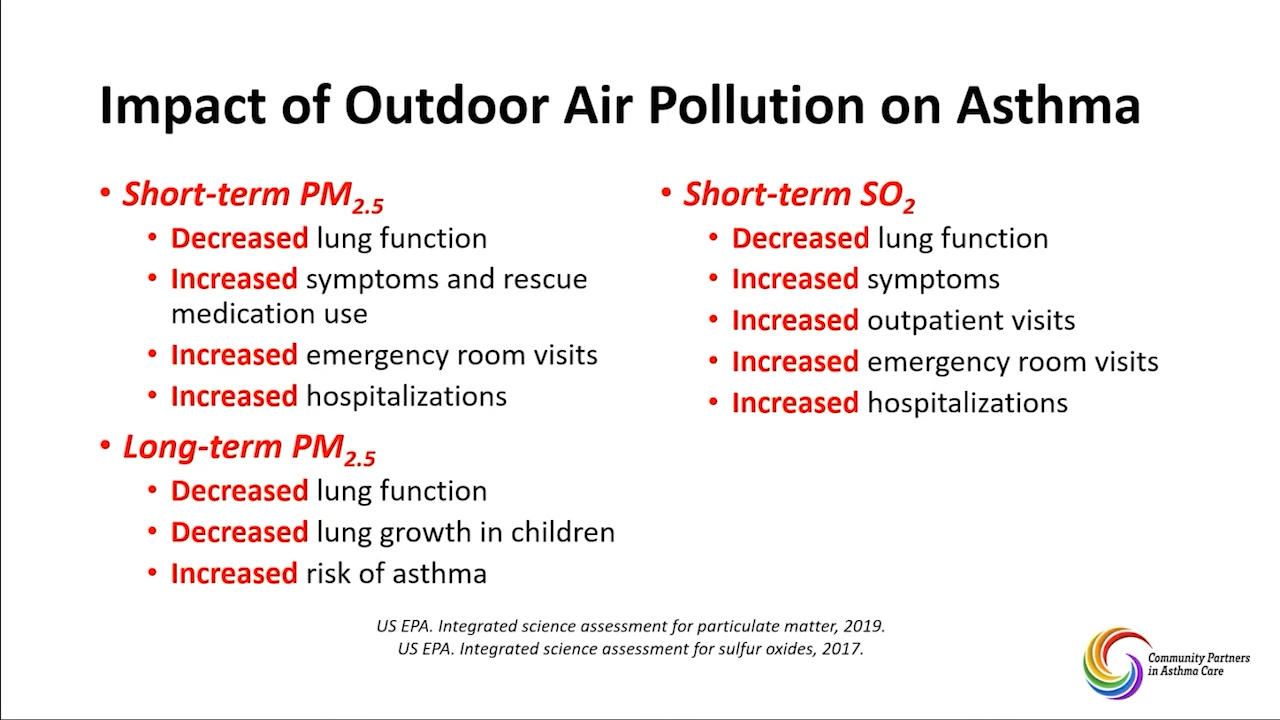 Impact of Outdoor Air Pollution on Asthma
• Short-term PM2.5
• Decreased lung function
• Increased symptoms and rescue
medication use
• Increased emergency room visits
• Increased hospitalizations
• Long-term PM2.5
• Decreased lung function
• Decreased lung growth in children
• Increased risk of asthma
• Short-term SO2
• Decreased lung function
• Increased symptoms
• Increased outpatient visits
• Increased emergency room visits
• Increased hospitalizations
US EPA. Integrated science assessment for particulate matter, 2019.
US EPA. Integrated science assessment for sulfur oxides, 2017.
Community Partners
in Asthma Care